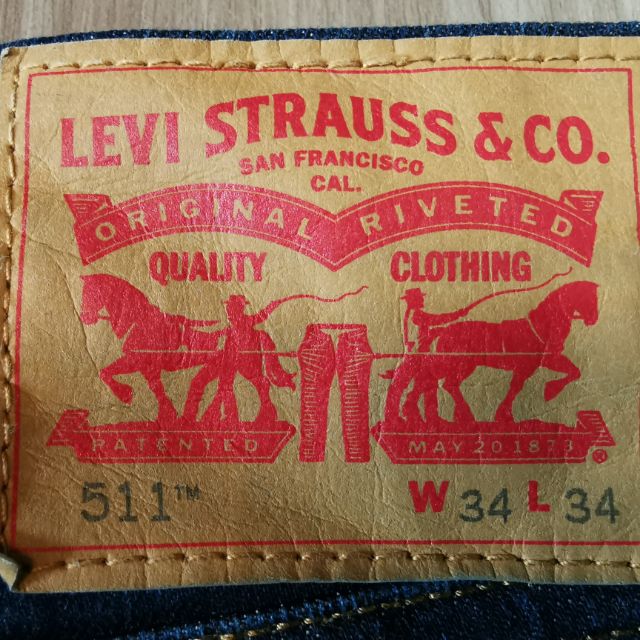 LEVI STRAUSS & CO.
SAN FRANCISCO
CAL.
ORIGINAL RIVETED
QUALITY CLOTHING
PATENTED MAY 20 1873 ®
511™ W 34 L 34